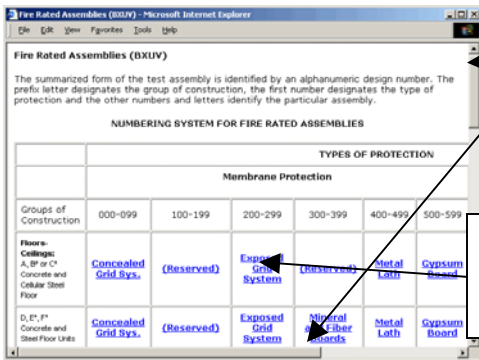 Fire Rated Assemblies (BXUV) - Microsoft Internet Explorer
File Edit View Favorites Tools Help
Fire Rated Assemblies (BXUV)
The summarized form of the test assembly is identified by an alphanumeric design number. The
prefix letter designates the group of construction, the first number designates the type of
protection and the other numbers and letters identify the particular assembly.
NUMBERING SYSTEM FOR FIRE RATED ASSEMBLIES
TYPES OF PROTECTION
Membrane Protection
Groups of
Construction
000-099
100-199
200-299
300-399
400-499
500-599
Floors-
Ceilings:
A, B* or C*
Concrete and
Cellular Steel
Floor
Concealed
Grid Sys.
(Reserved)
Exposed
Grid
System
(Reserved)
Metal
Lath
Gypsum
Board
D, E*, F*
Concrete and
Steel Floor Units
Concealed
Grid Sys.
(Reserved)
Exposed
Grid
System
Mineral
and Fiber
Boards
Metal
Lath
Gypsum
Board